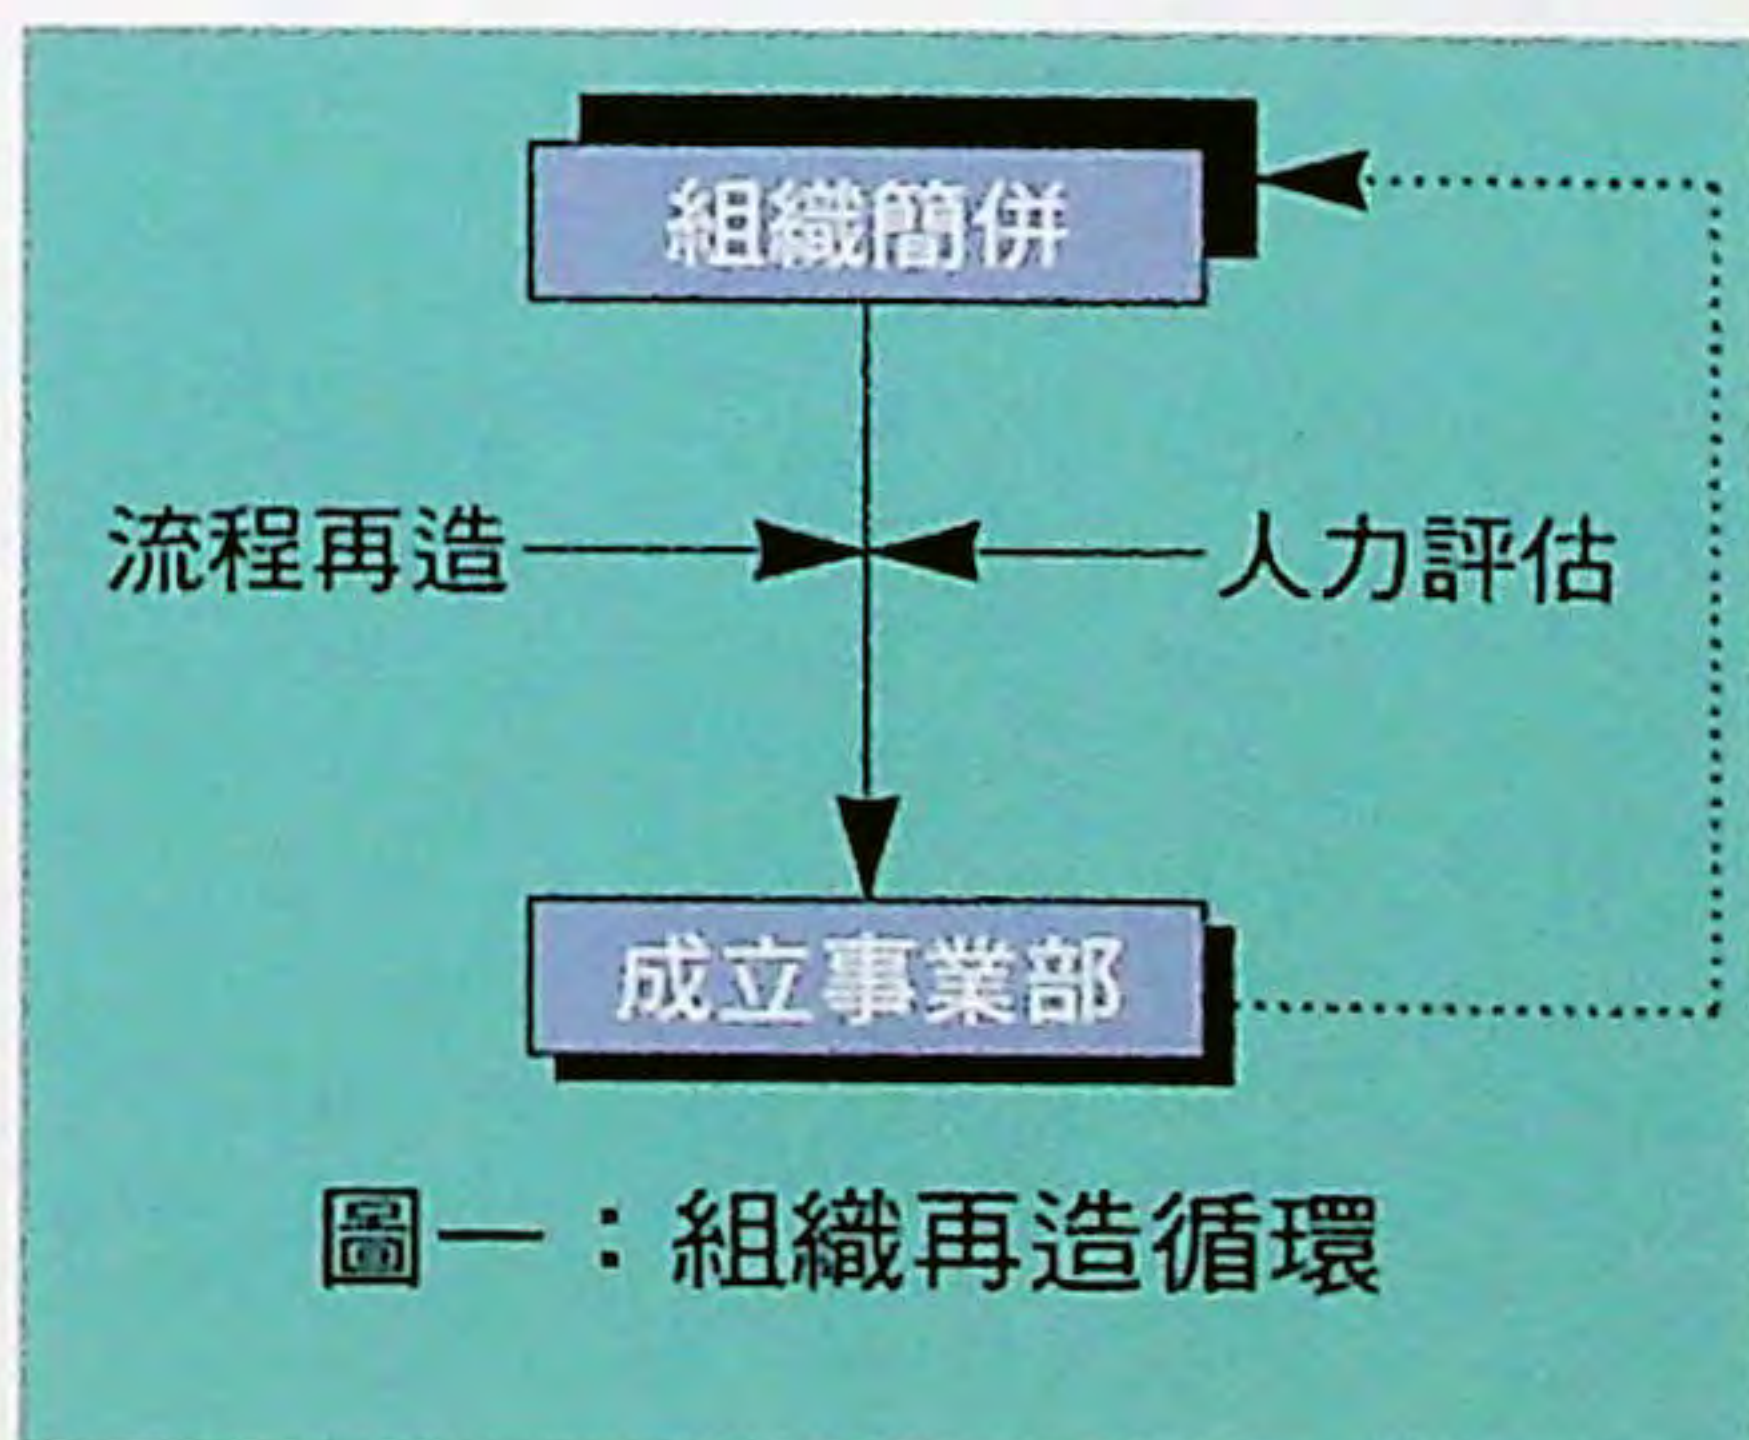 組織簡併
流程再造
人力評估
成立事業部
圖一：組織再造循環